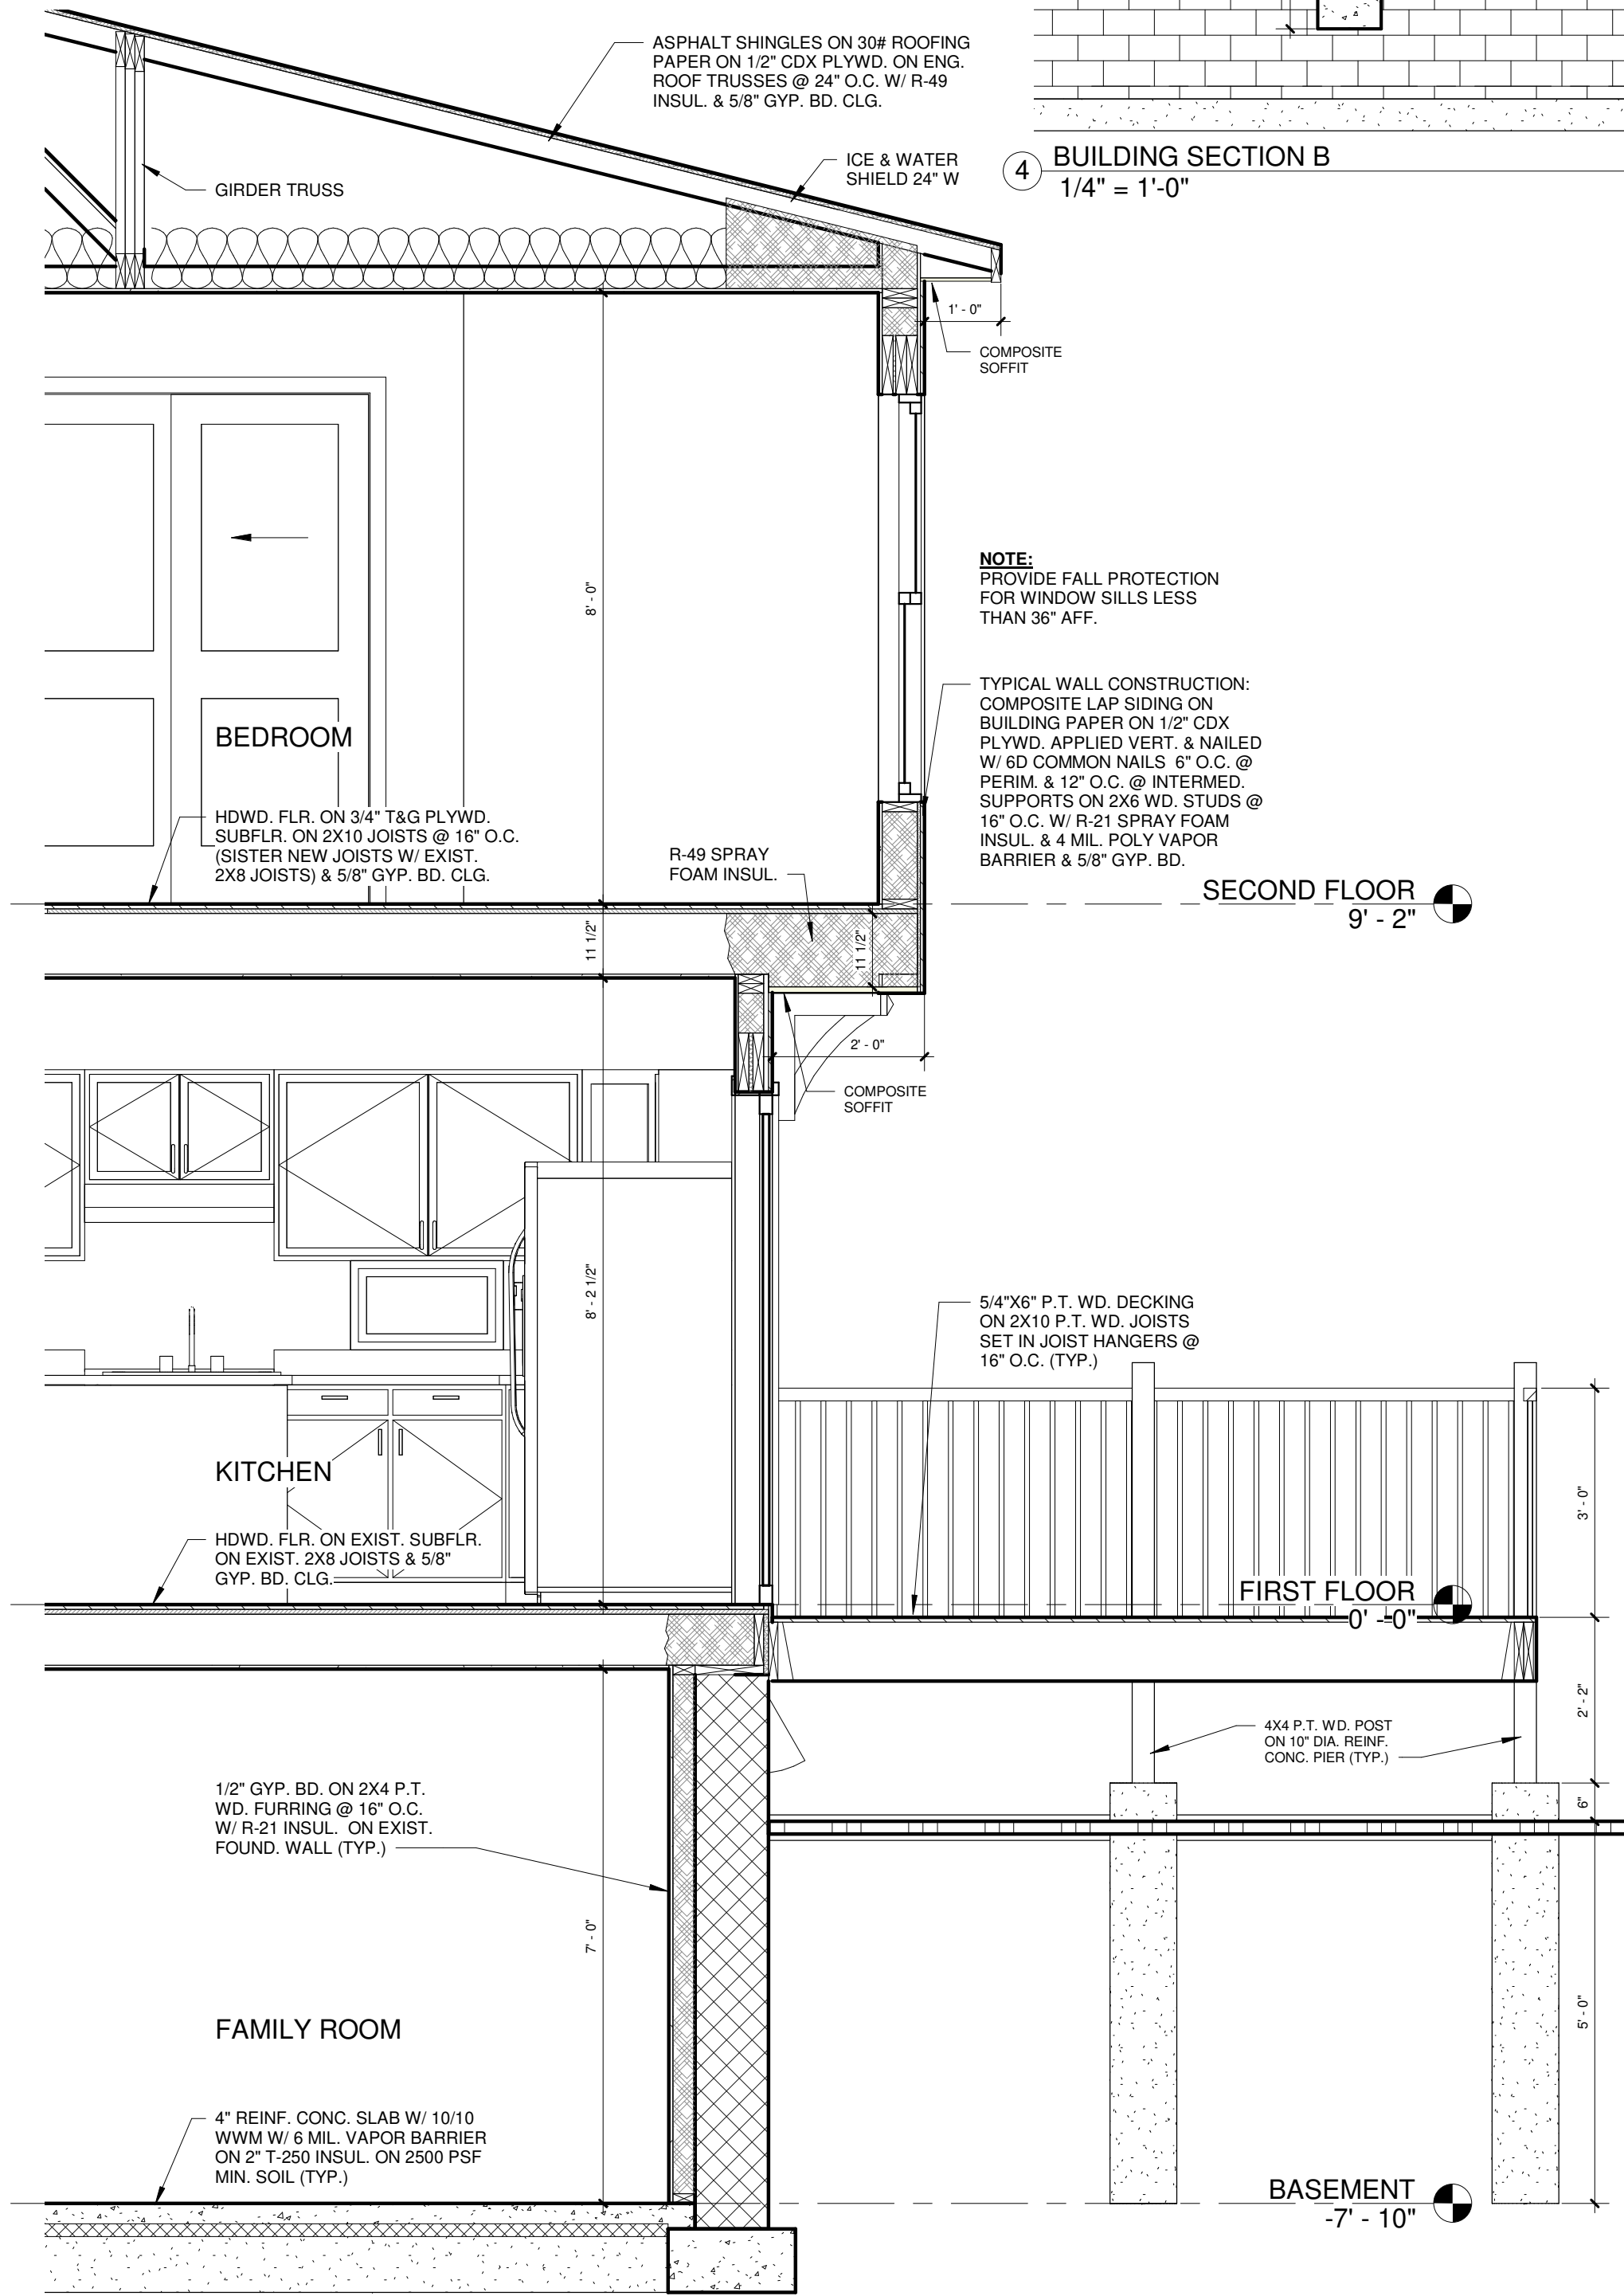 ASPHALT SHINGLES ON 30# ROOFING
PAPER ON 1/2" CDX PLYWD. ON ENG.
ROOF TRUSSES @ 24" O.C. W/ R-49
INSUL. & 5/8" GYP. BD. CLG.
4
BUILDING SECTION B
1/4" = 1'-0"
ICE & WATER
SHIELD 24" W
GIRDER TRUSS
1' - 0"
COMPOSITE
SOFFIT
8' - 0"
NOTE:
PROVIDE FALL PROTECTION
FOR WINDOW SILLS LESS
THAN 36" AFF.
TYPICAL WALL CONSTRUCTION:
COMPOSITE LAP SIDING ON
BUILDING PAPER ON 1/2" CDX
PLYWD. APPLIED VERT. & NAILED
W/ 6D COMMON NAILS 6" O.C. @
PERIM. & 12" O.C. @ INTERMED.
SUPPORTS ON 2X6 WD. STUDS @
16" O.C. W/ R-21 SPRAY FOAM
INSUL. & 4 MIL. POLY VAPOR
BARRIER & 5/8" GYP. BD.
BEDROOM
HDWD. FLR. ON 3/4" T&G PLYWD.
SUBFLR. ON 2X10 JOISTS @ 16" O.C.
(SISTER NEW JOISTS W/ EXIST.
2X8 JOISTS) & 5/8" GYP. BD. CLG.
R-49 SPRAY
FOAM INSUL.
SECOND FLOOR
9' - 2"
11 1/2"
11 1/2"
2' - 0"
COMPOSITE
SOFFIT
8' - 2 1/2"
5/4"X6" P.T. WD. DECKING
ON 2X10 P.T. WD. JOISTS
SET IN JOIST HANGERS @
16" O.C. (TYP.)
KITCHEN
3' - 0"
HDWD. FLR. ON EXIST. SUBFLR.
ON EXIST. 2X8 JOISTS & 5/8"
GYP. BD. CLG.
FIRST FLOOR
0' - 0"
2' - 2"
4X4 P.T. WD. POST
ON 10" DIA. REINF.
CONC. PIER (TYP.)
6"
1/2" GYP. BD. ON 2X4 P.T.
WD. FURRING @ 16" O.C.
W/ R-21 INSUL. ON EXIST.
FOUND. WALL (TYP.)
7' - 0"
5' - 0"
FAMILY ROOM
4" REINF. CONC. SLAB W/ 10/10
WWM W/ 6 MIL. VAPOR BARRIER
ON 2" T-250 INSUL. ON 2500 PSF
MIN. SOIL (TYP.)
BASEMENT
-7' - 10"